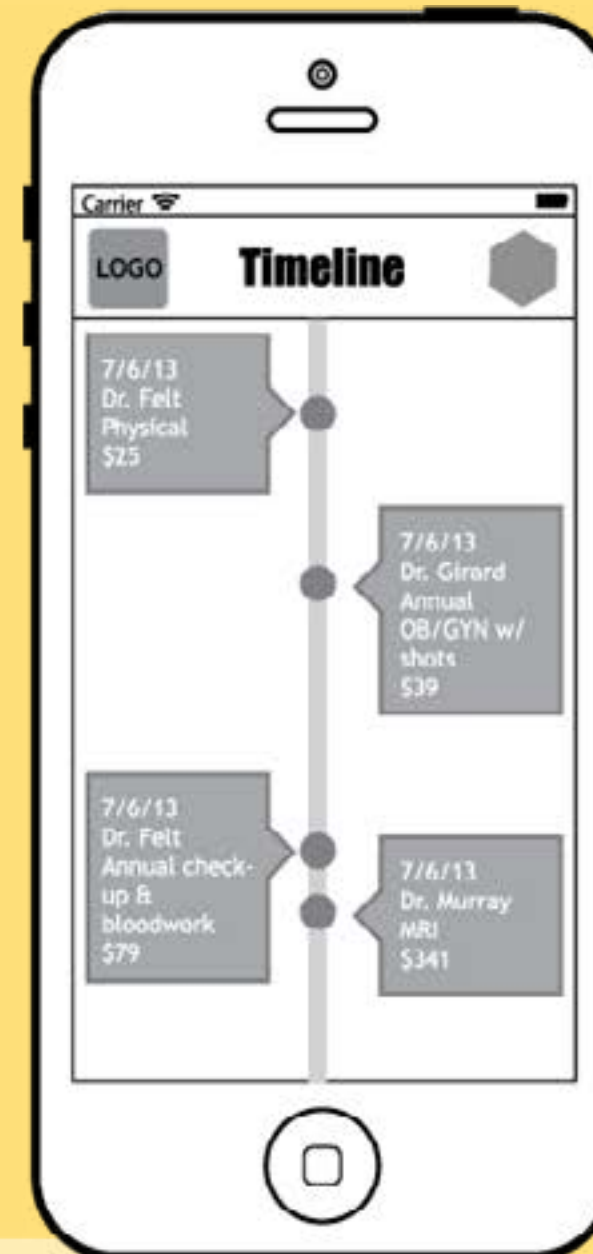 Carrier
LOGO
Timeline
7/6/13
Dr. Felt
Physical
$25
7/6/13
Dr. Girard
Annual
OB/GYN w/
shots
$39
7/6/13
Dr. Felt
Annual check-
up &
bloodwork
$79
7/6/13
Dr. Murray
MRI
$341